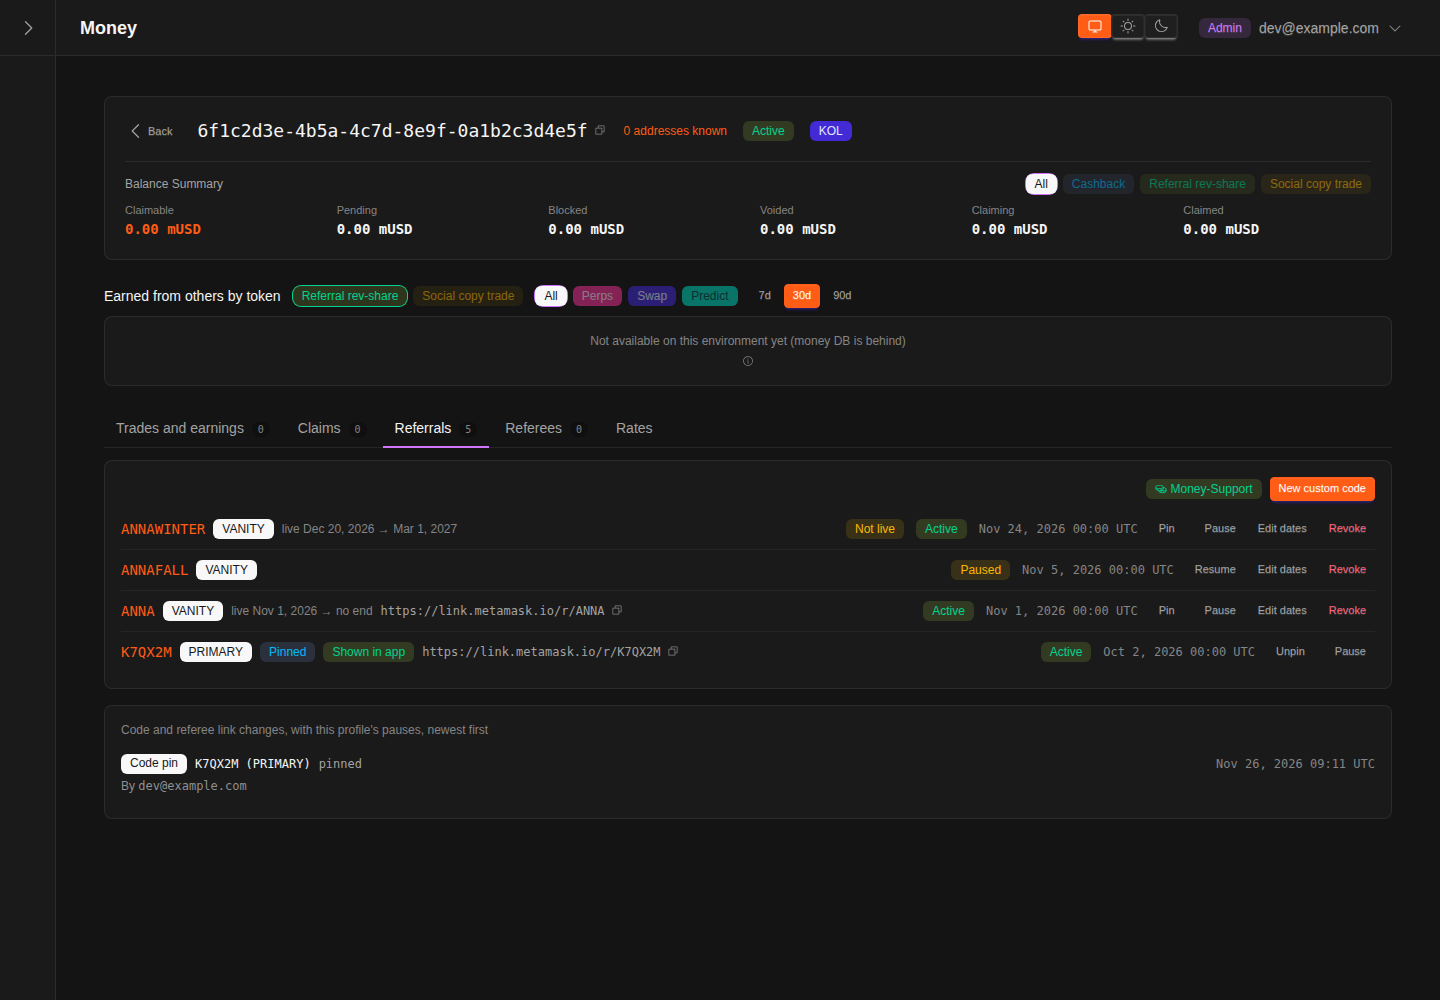 Money
Admin dev@example.com
Back 6f1c2d3e-4b5a-4c7d-8e9f-0a1b2c3d4e5f 0 addresses known Active KOL
Balance Summary All Cashback Referral rev-share Social copy trade
Claimable Pending Blocked Voided Claiming Claimed
0.00 mUSD 0.00 mUSD 0.00 mUSD 0.00 mUSD 0.00 mUSD 0.00 mUSD
Earned from others by token Referral rev-share Social copy trade All Perps Swap Predict 7d 30d 90d
Not available on this environment yet (money DB is behind)
Trades and earnings 0 Claims 0 Referrals 5 Referees 0 Rates
Money-Support New custom code
ANNAWINTER VANITY live Dec 20, 2026 → Mar 1, 2027 Not live Active Nov 24, 2026 00:00 UTC Pin Pause Edit dates Revoke
ANNAFALL VANITY Paused Nov 5, 2026 00:00 UTC Resume Edit dates Revoke
ANNA VANITY live Nov 1, 2026 → no end https://link.metamask.io/r/ANNA Active Nov 1, 2026 00:00 UTC Pin Pause Edit dates Revoke
K7QX2M PRIMARY Pinned Shown in app https://link.metamask.io/r/K7QX2M Active Oct 2, 2026 00:00 UTC Unpin Pause
Code and referee link changes, with this profile's pauses, newest first
Code pin K7QX2M (PRIMARY) pinned Nov 26, 2026 09:11 UTC
By dev@example.com